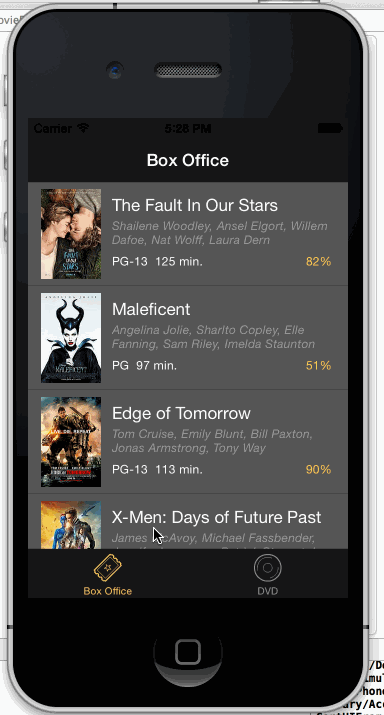 Carrier
5:28 PM
Box Office
The Fault In Our Stars
Shailene Woodley, Ansel Elgort, Willem
Dafoe, Nat Wolff, Laura Dern
PG-13 125 min.
82%
Maleficent
Angelina Jolie, Sharlto Copley, Elle
Fanning, Sam Riley, Imelda Staunton
PG 97 min.
51%
Edge of Tomorrow
Tom Cruise, Emily Blunt, Bill Paxton,
Jonas Armstrong, Tony Way
PG-13 113 min.
90%
X-Men: Days of Future Past
James McAvoy, Michael Fassbender,
Box Office
DVD